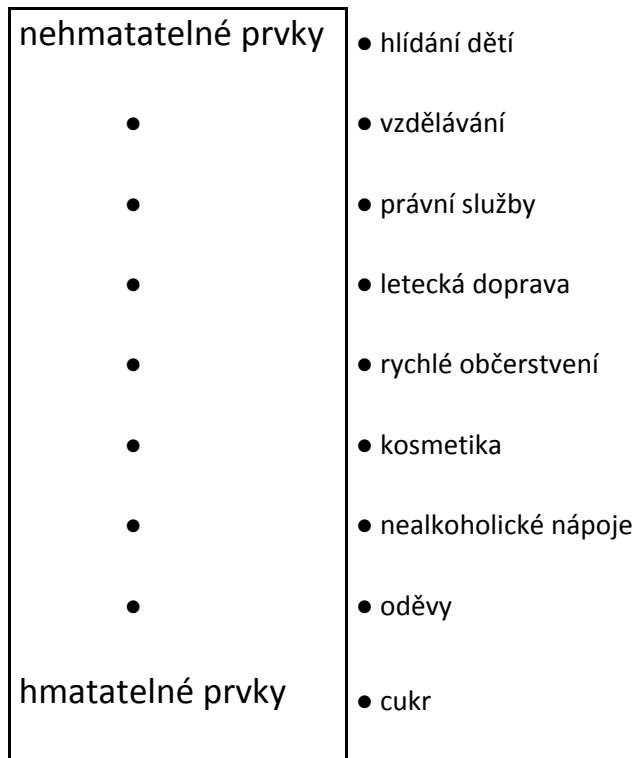 nehmatatelné prvky ● hlídání dětí
● ● vzdělávání
● ● právní služby
● ● letecká doprava
● ● rychlé občerstvení
● ● kosmetika
● ● nealkoholické nápoje
● ● oděvy
hmatatelné prvky ● cukr